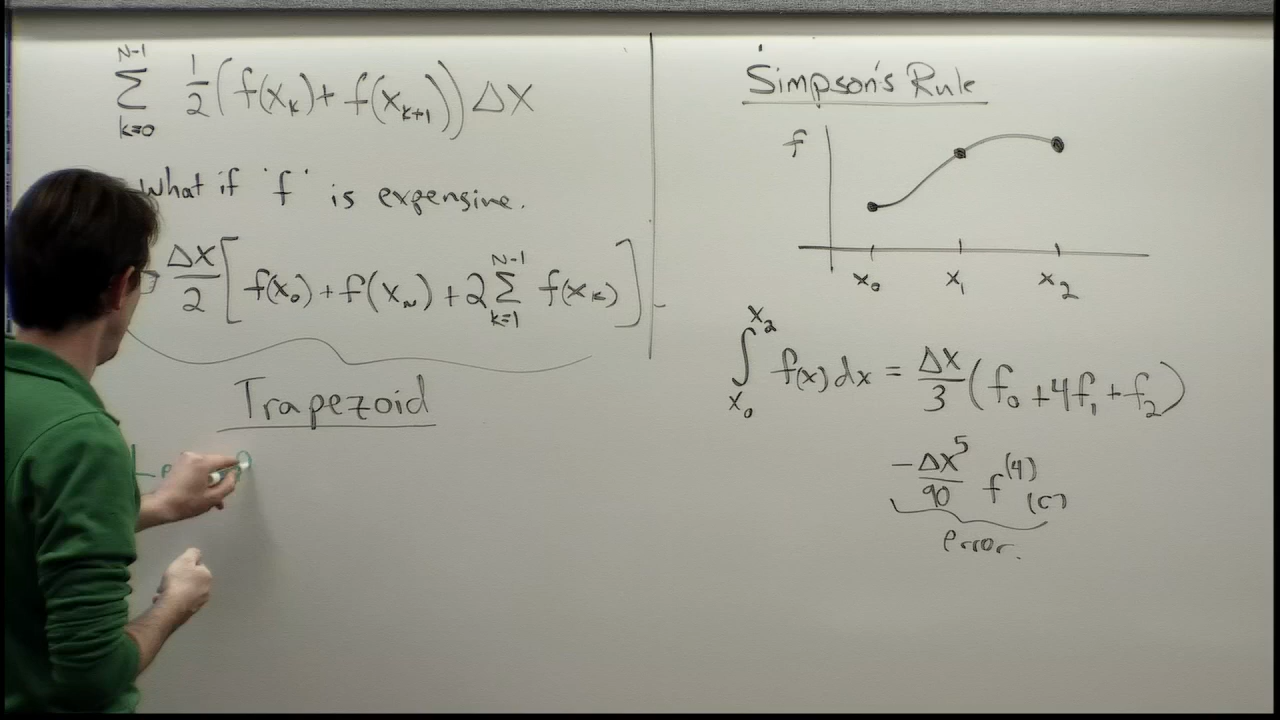 N-1
∑ 1/2 (f(x_k) + f(x_{k+1})) ΔX
k=0
What if 'f' is expensive.
ΔX/2 [f(x_0) + f(x_N) + 2 ∑_{k=1}^{N-1} f(x_k)]
Trapezoid
Simpson's Rule
f
x_0 x_1 x_2
∫_{x_0}^{x_2} f(x) dx = ΔX/3 (f_0 + 4f_1 + f_2)
-ΔX^5/90 f^(4) (c)
error.